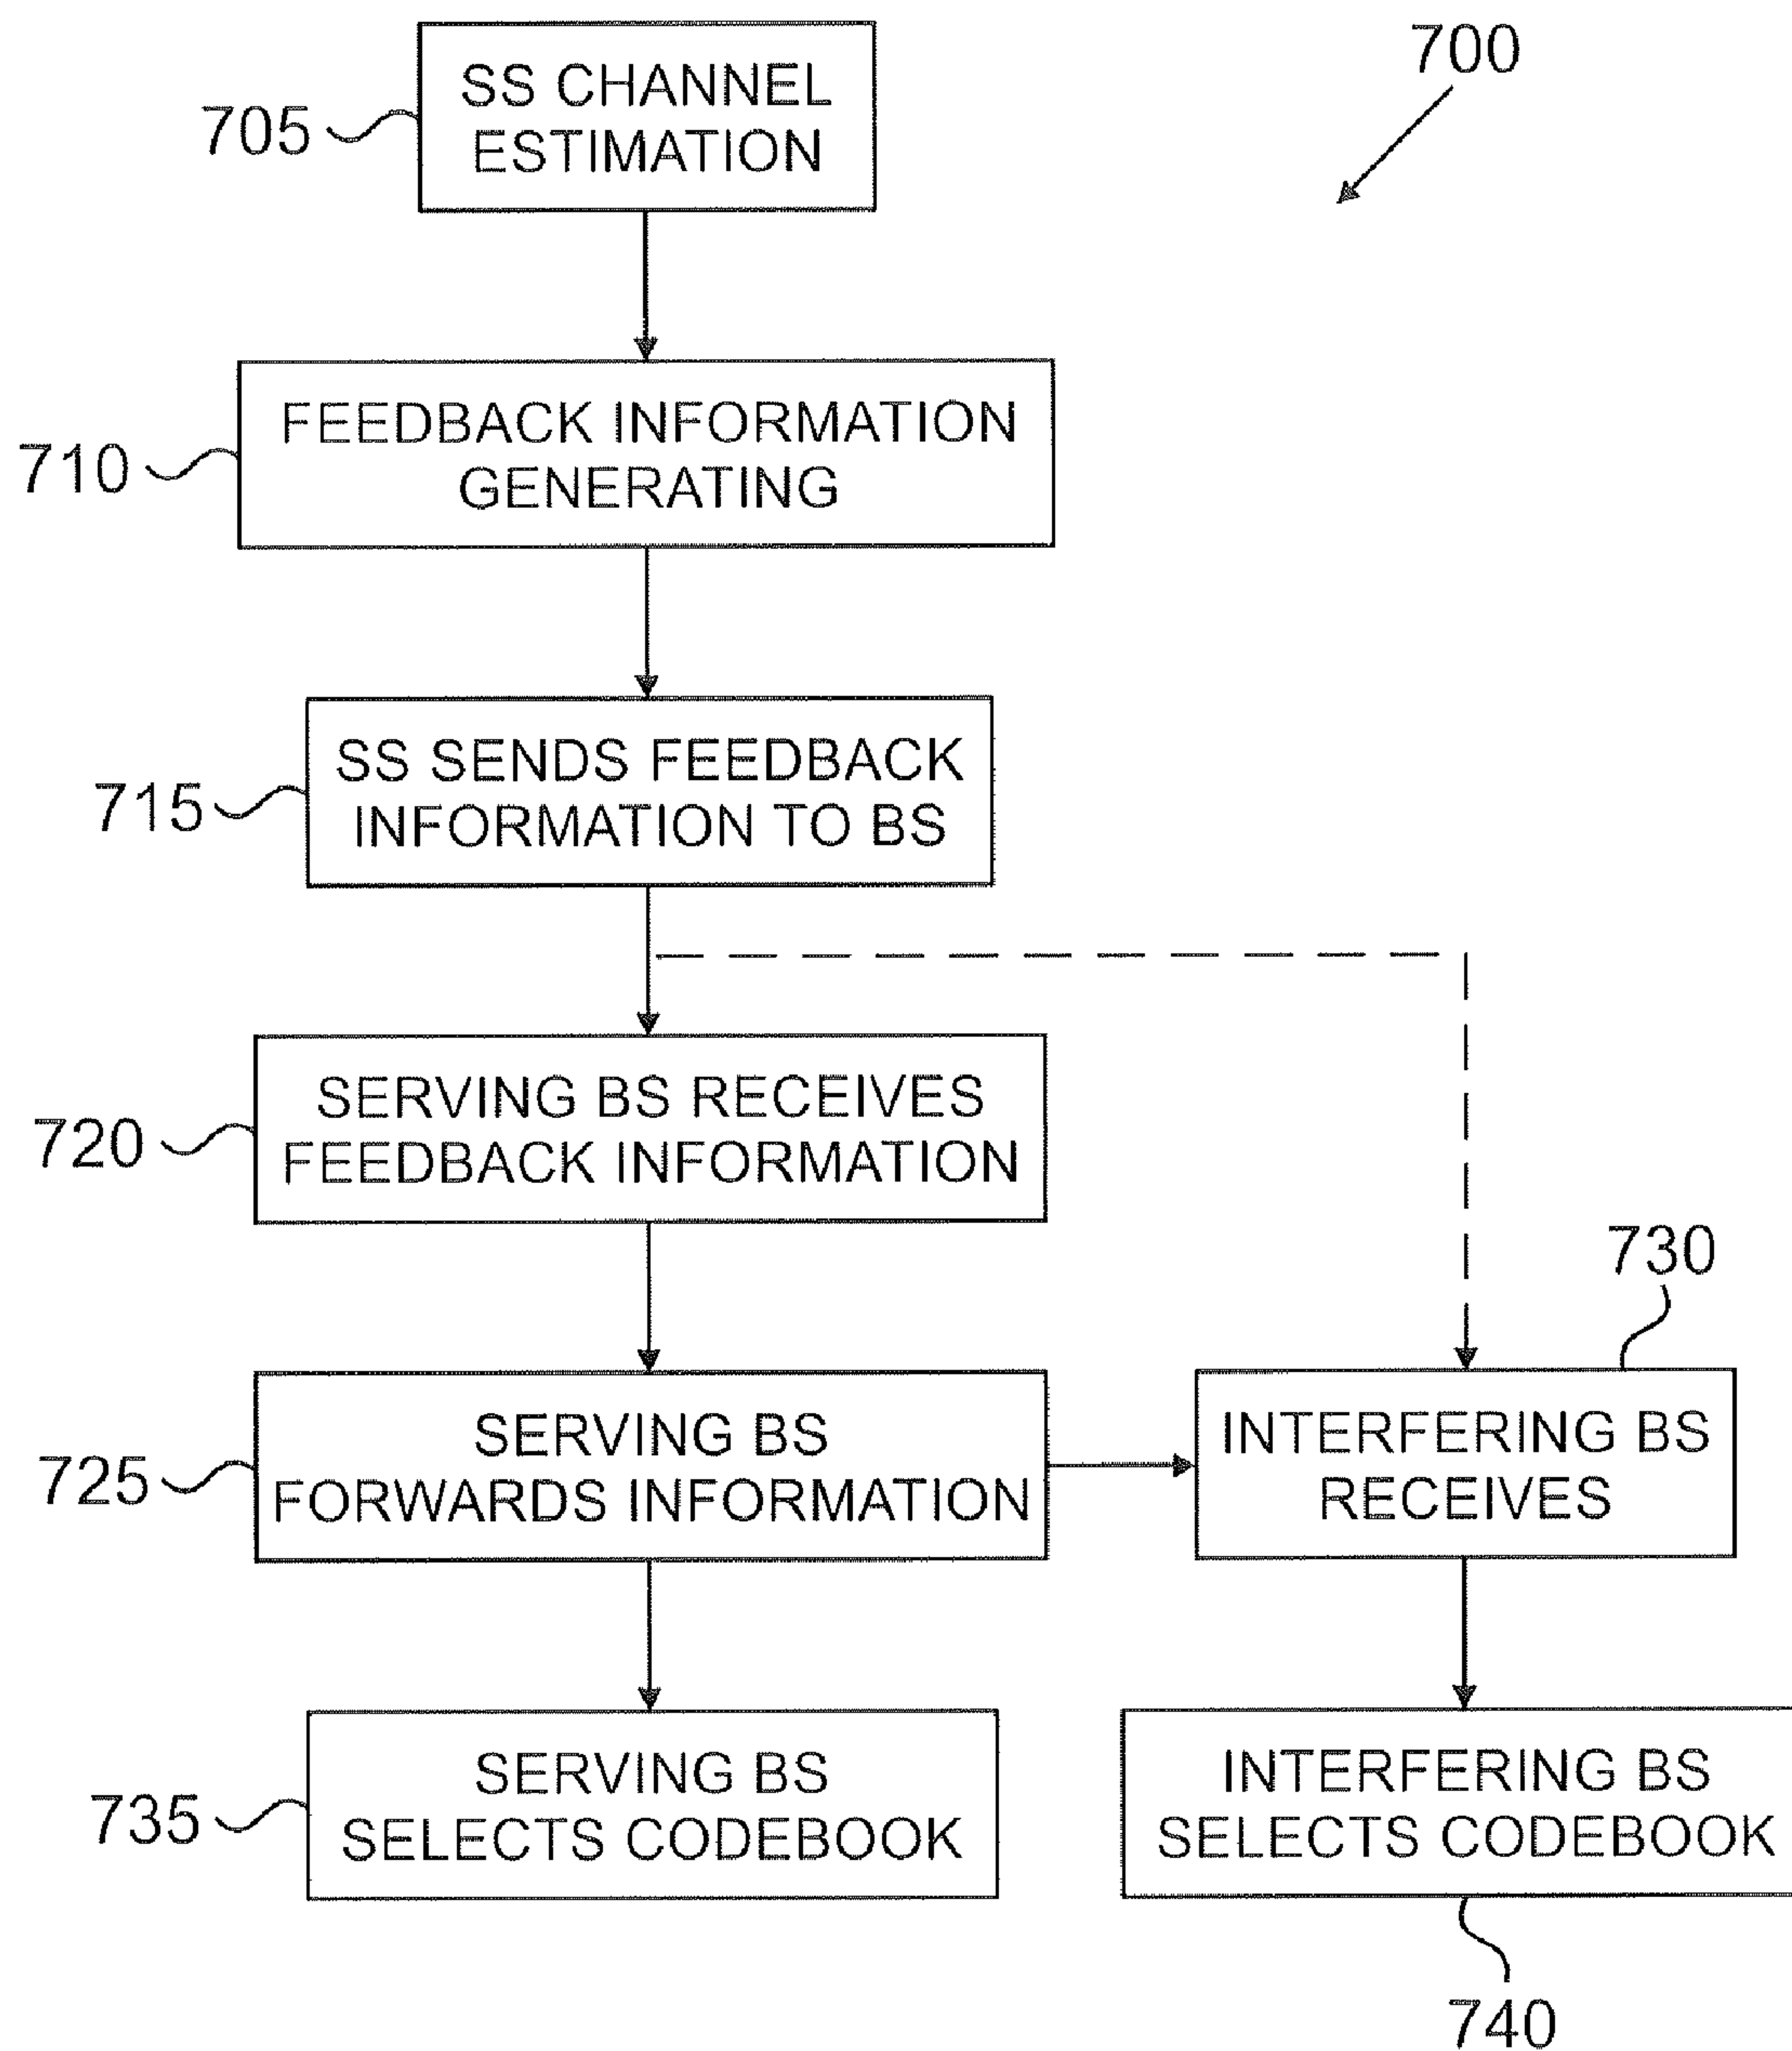 700
SS CHANNEL
ESTIMATION
705
FEEDBACK INFORMATION
GENERATING
710
SS SENDS FEEDBACK
INFORMATION TO BS
715
SERVING BS RECEIVES
FEEDBACK INFORMATION
720
730
SERVING BS
FORWARDS INFORMATION
725
INTERFERING BS
RECEIVES
SERVING BS
SELECTS CODEBOOK
735
INTERFERING BS
SELECTS CODEBOOK
740